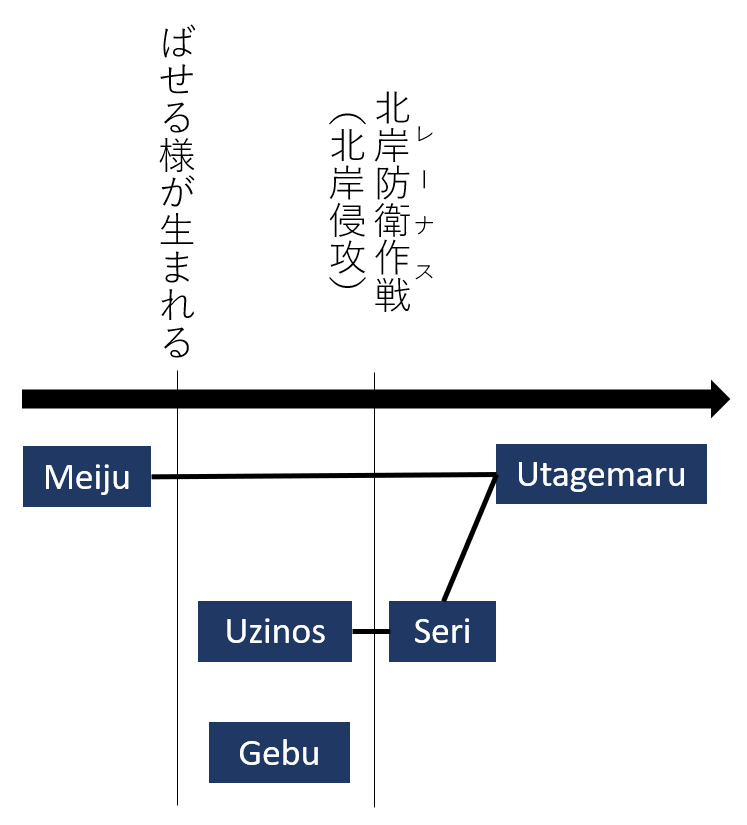 ばせる様が生まれる
北岸防衛作戦
レーナス
（北岸侵攻）
Meiju
Utagemaru
Uzinos
Seri
Gebu